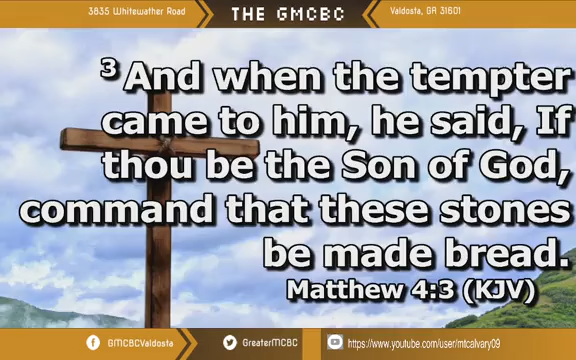 3835 Whitewather Road
THE GMCBC
Valdosta, GA 31601
3 And when the tempter
came to him, he said, If
thou be the Son of God,
command that these stones
be made bread.
Matthew 4:3 (KJV)
GMCBCValdosta
GreaterMCBC
https://www.youtube.com/user/mtcalvary09